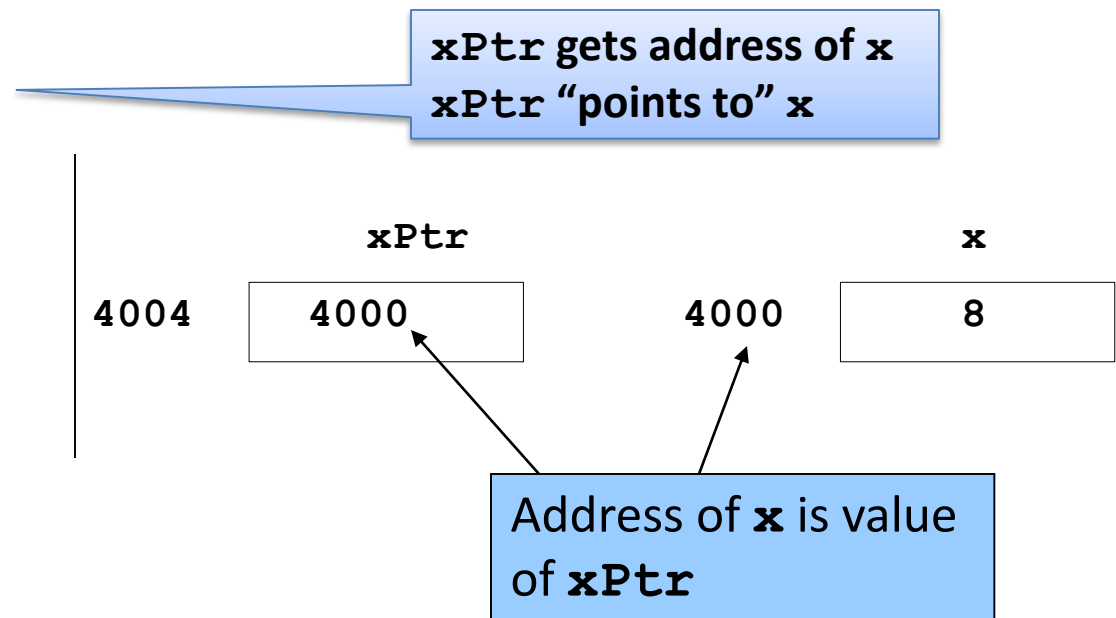 xPtr gets address of x
xPtr “points to” x
xPtr x
4004 4000 4000 8
Address of x is value
of xPtr